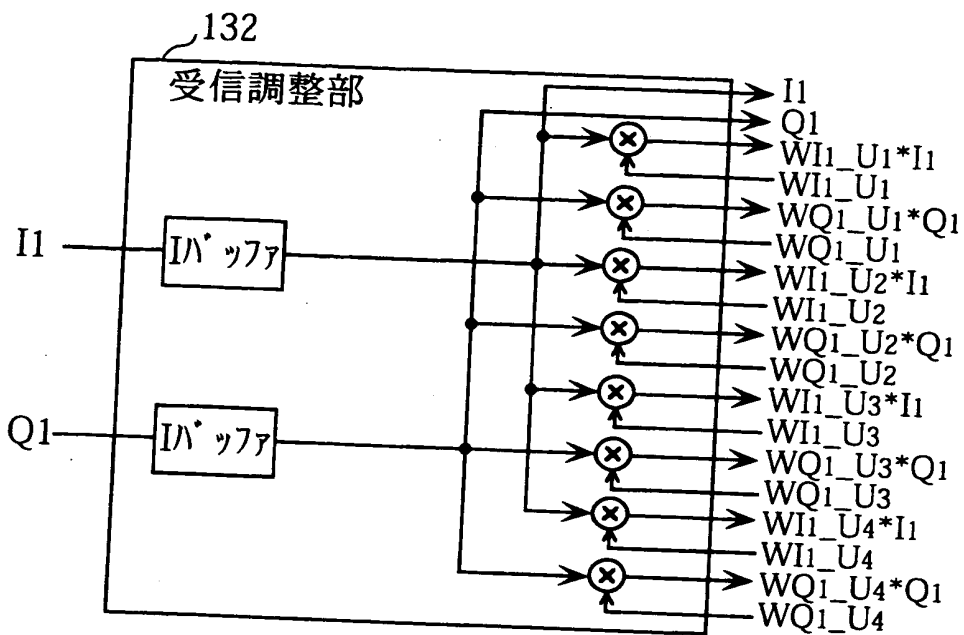 132
受信調整部
I1
Q1
WI1_U1*I1
WI1_U1
WQ1_U1*Q1
WQ1_U1
WI1_U2*I1
WI1_U2
WQ1_U2*Q1
WQ1_U2
WI1_U3*I1
WI1_U3
WQ1_U3*Q1
WQ1_U3
WI1_U4*I1
WI1_U4
WQ1_U4*Q1
WQ1_U4
I1
Iバッファ
Q1
Iバッファ